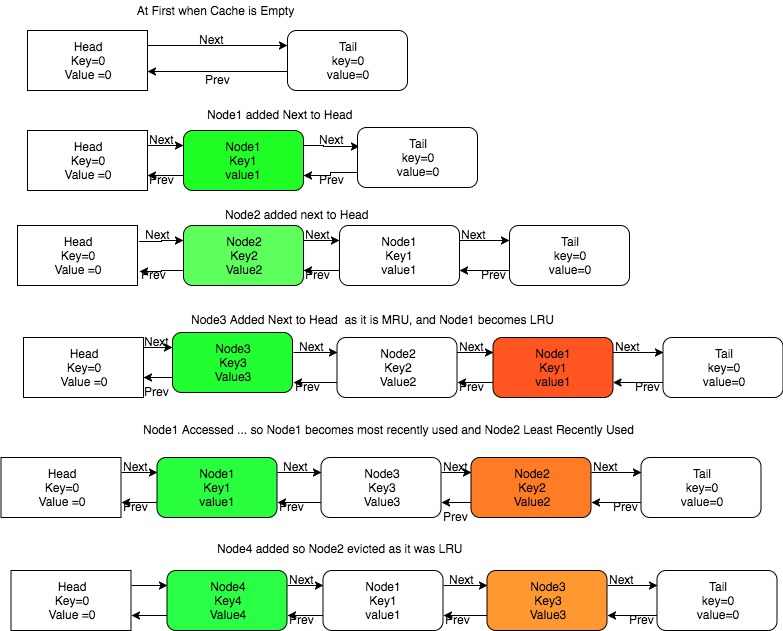 At First when Cache is Empty
Head
Key=0
Value =0
Next
Prev
Tail
key=0
value=0
Node1 added Next to Head
Head
Key=0
Value =0
Next
Prev
Node1
Key1
value1
Next
Prev
Tail
key=0
value=0
Node2 added next to Head
Head
Key=0
Value =0
Next
Prev
Node2
Key2
Value2
Next
Prev
Node1
Key1
value1
Next
Prev
Tail
key=0
value=0
Node3 Added Next to Head  as it is MRU, and Node1 becomes LRU
Head
Key=0
Value =0
Next
Prev
Node3
Key3
Value3
Next
Prev
Node2
Key2
Value2
Next
Prev
Node1
Key1
value1
Next
Prev
Tail
key=0
value=0
Node1 Accessed ... so Node1 becomes most recently used and Node2 Least Recently Used
Head
Key=0
Value =0
Next
Prev
Node1
Key1
value1
Next
Prev
Node3
Key3
Value3
Next
Prev
Node2
Key2
Value2
Next
Prev
Tail
key=0
value=0
Node4 added so Node2 evicted as it was LRU
Head
Key=0
Value =0
Node4
Key4
Value4
Next
Prev
Node1
Key1
value1
Next
Prev
Node3
Key3
Value3
Next
Prev
Tail
key=0
value=0